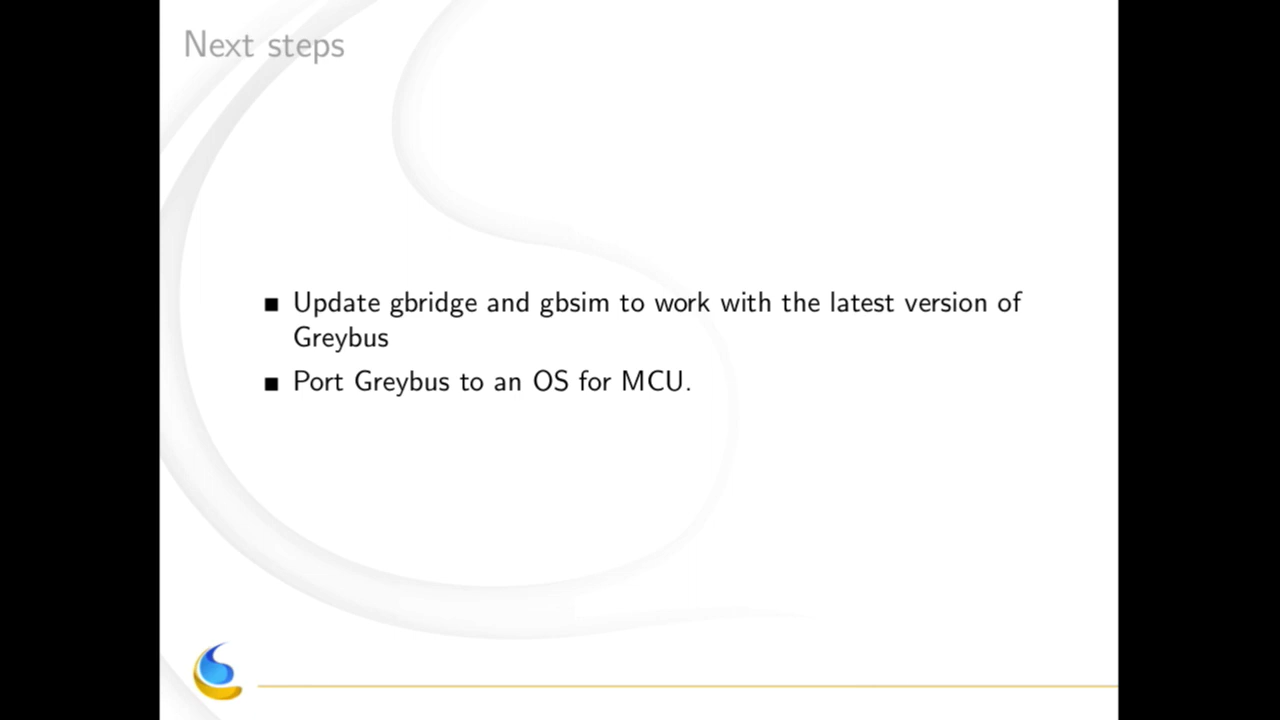 Next steps
■ Update gbridge and gbsim to work with the latest version of
Greybus
■ Port Greybus to an OS for MCU.